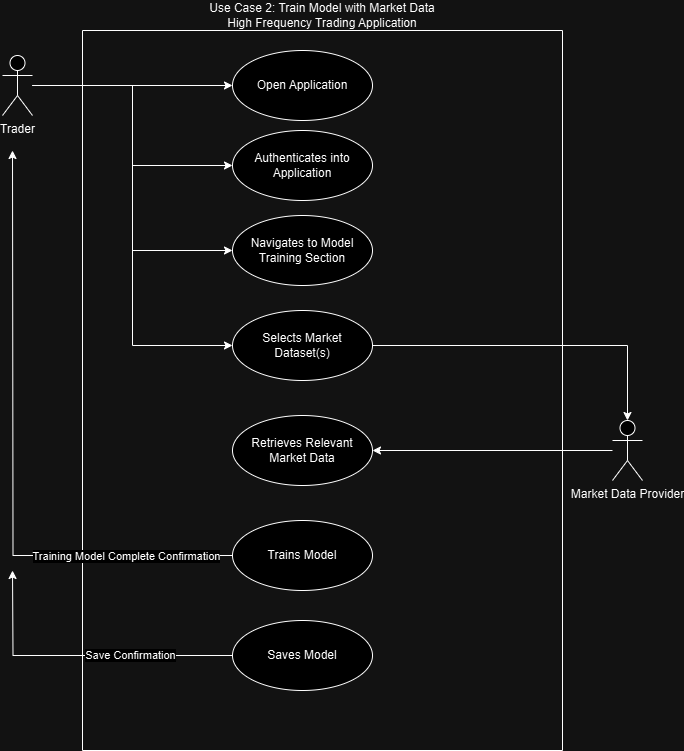 Use Case 2: Train Model with Market Data
High Frequency Trading Application
Open Application
Trader
Authenticates into
Application
Navigates to Model
Training Section
Selects Market
Dataset(s)
Retrieves Relevant
Market Data
Market Data Provider
Training Model Complete Confirmation
Trains Model
Save Confirmation
Saves Model